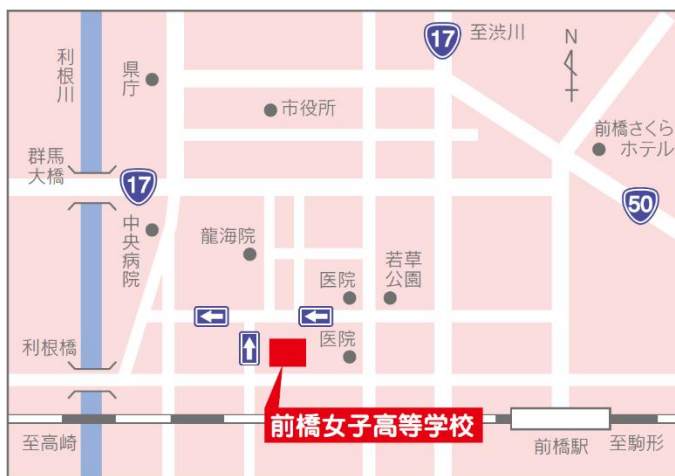 17
至渋川
N
利根川
県庁
市役所
前橋さくら
ホテル
群馬
大橋
17
50
中央病院
龍海院
医院
若草
公園
利根橋
医院
前橋女子高等学校
至高崎
前橋駅
至駒形